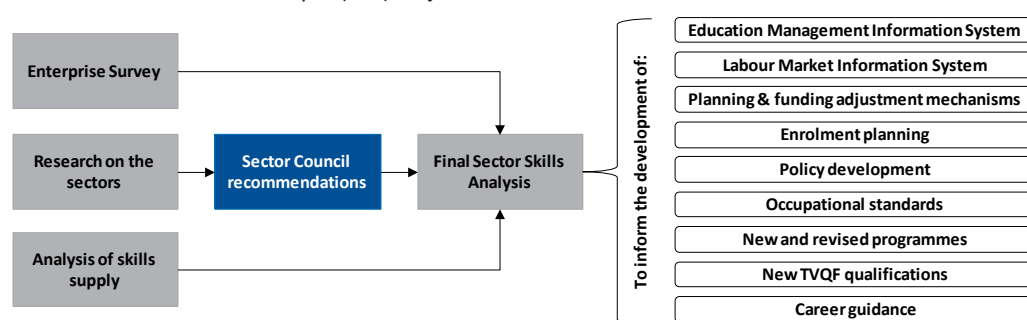 Enterprise Survey
Research on the
sectors
Analysis of skills
supply
Sector Council
recommendations
Final Sector Skills
Analysis
To inform the development of:
Education Management Information System
Labour Market Information System
Planning & funding adjustment mechanisms
Enrolment planning
Policy development
Occupational standards
New and revised programmes
New TVQF qualifications
Career guidance